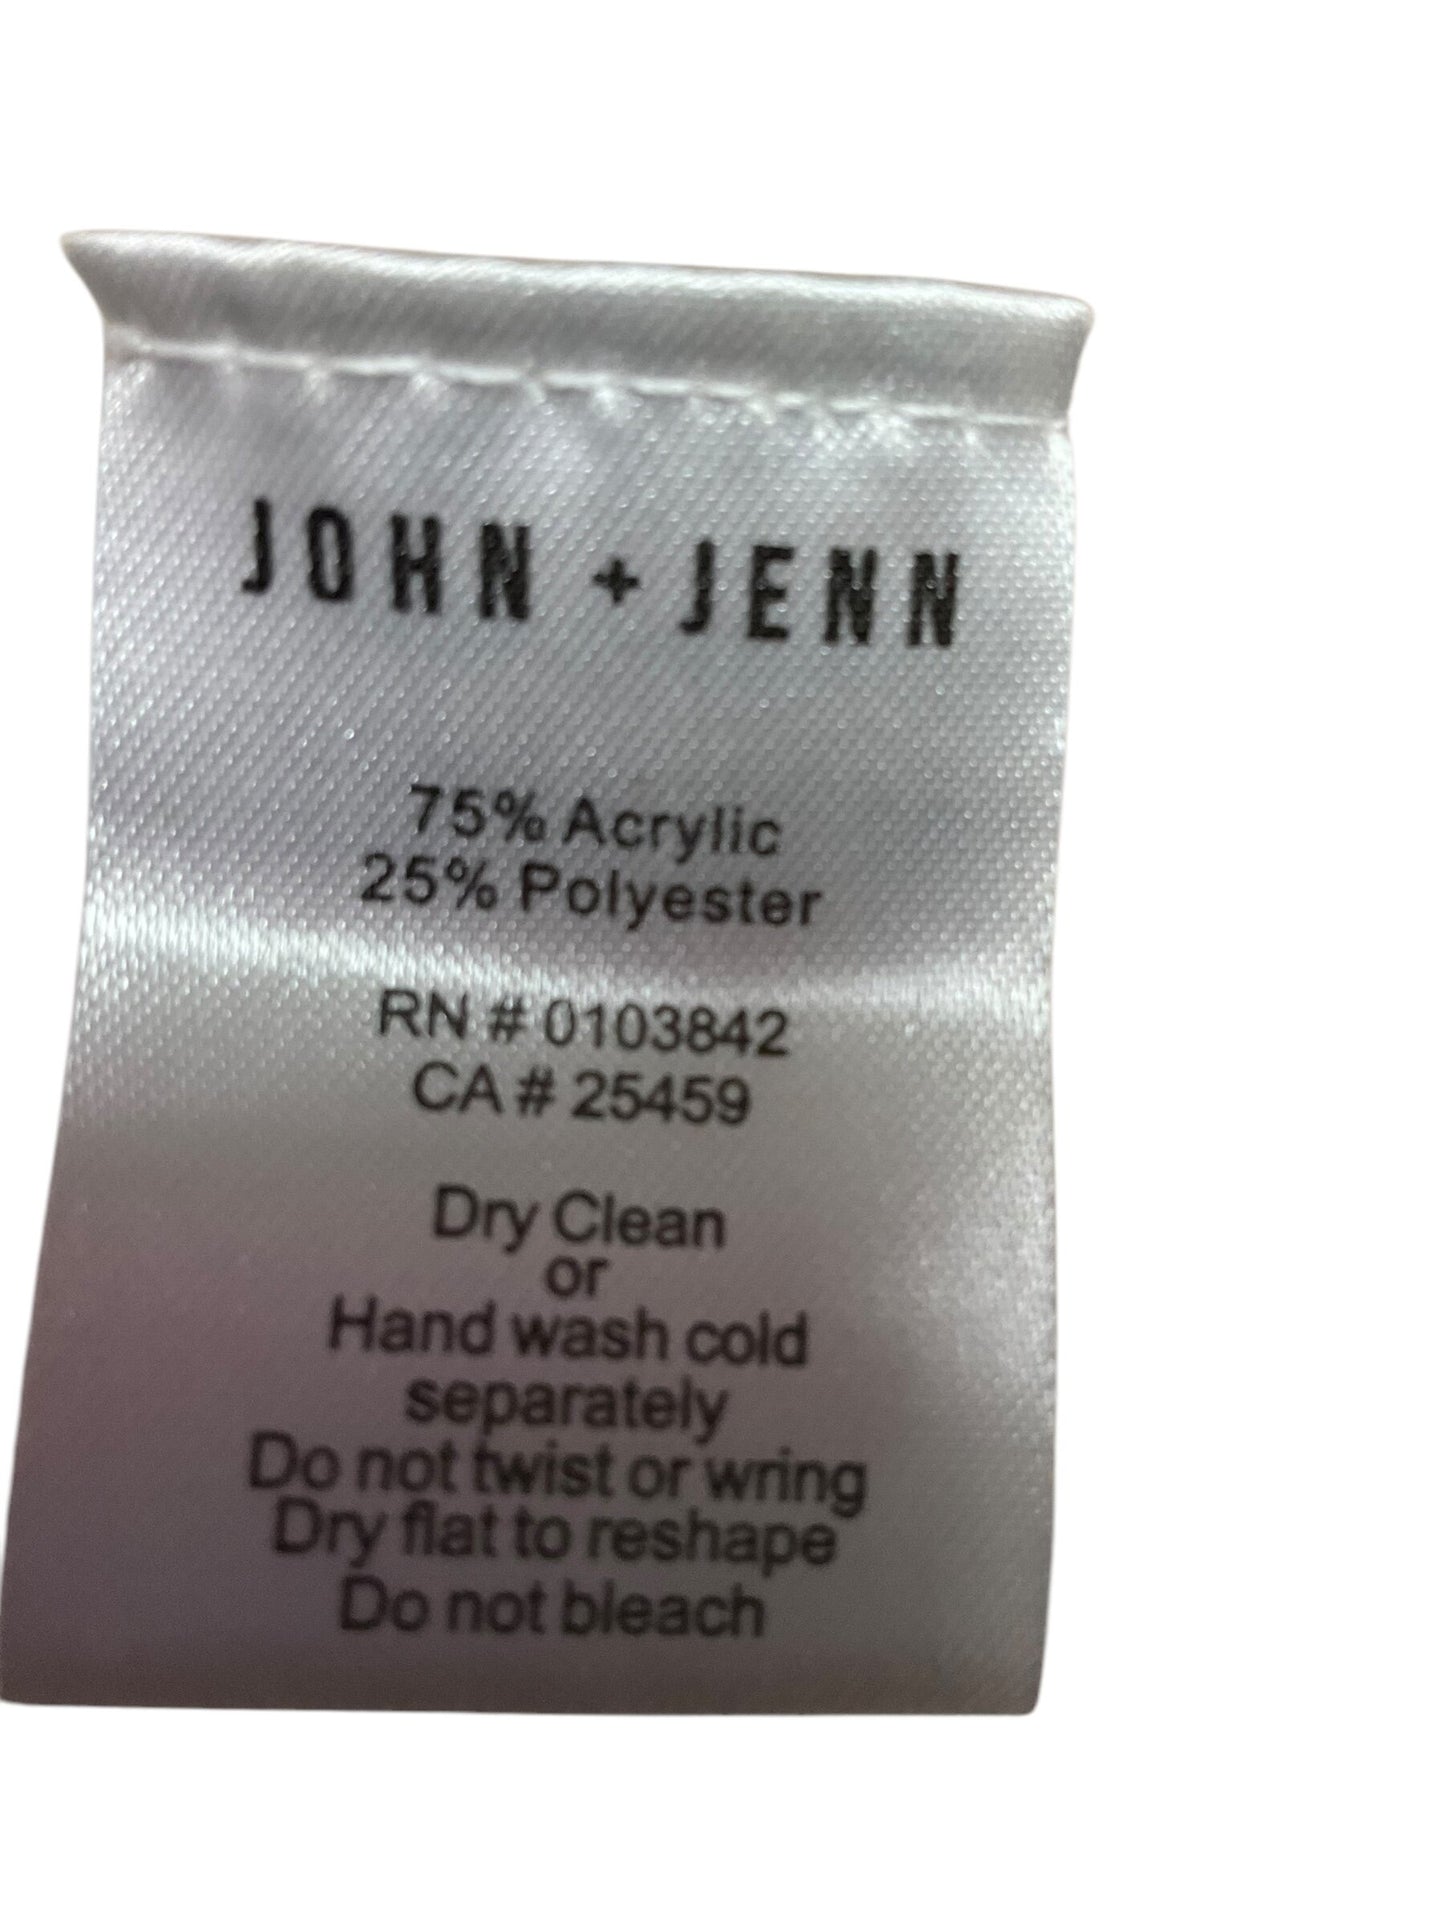 JOHN + JENN
75% Acrylic
25% Polyester
RN # 0103842
CA # 25459
Dry Clean
or
Hand wash cold
separately
Do not twist or wring
Dry flat to reshape
Do not bleach